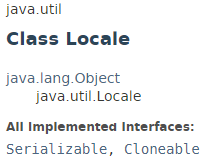 java.util
Class Locale
java.lang.Object
java.util.Locale
All Implemented Interfaces:
Serializable, Cloneable